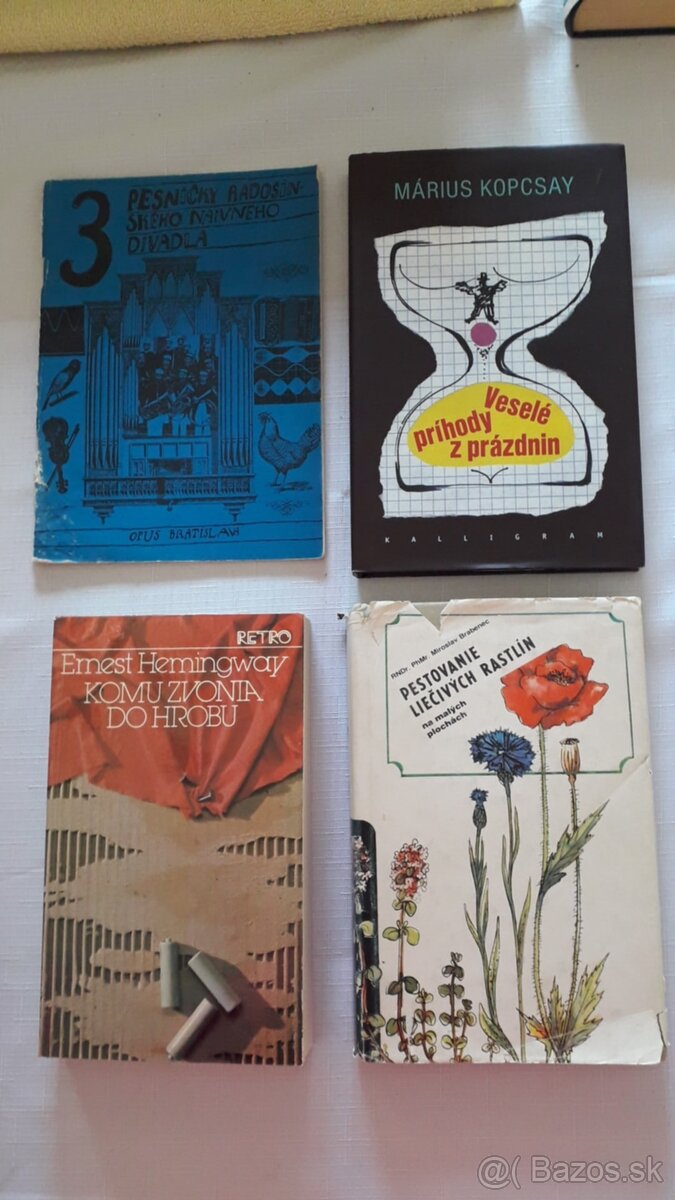 3
PESNIČKY RADOŠIN-
SKÉHO NAIVNÉHO
DIVADLA
OPUS BRATISLAVA
MÁRIUS KOPCSAY
Veselé
príhody
z prázdnin
KALLIGRAM
RETRO
Ernest Hemingway
KOMU ZVONIA
DO HROBU
RNDr. PhMr. Miroslav Brabenec
PESTOVANIE
LIEČIVÝCH RASTLÍN
na malých
plochách
@( Bazos.sk